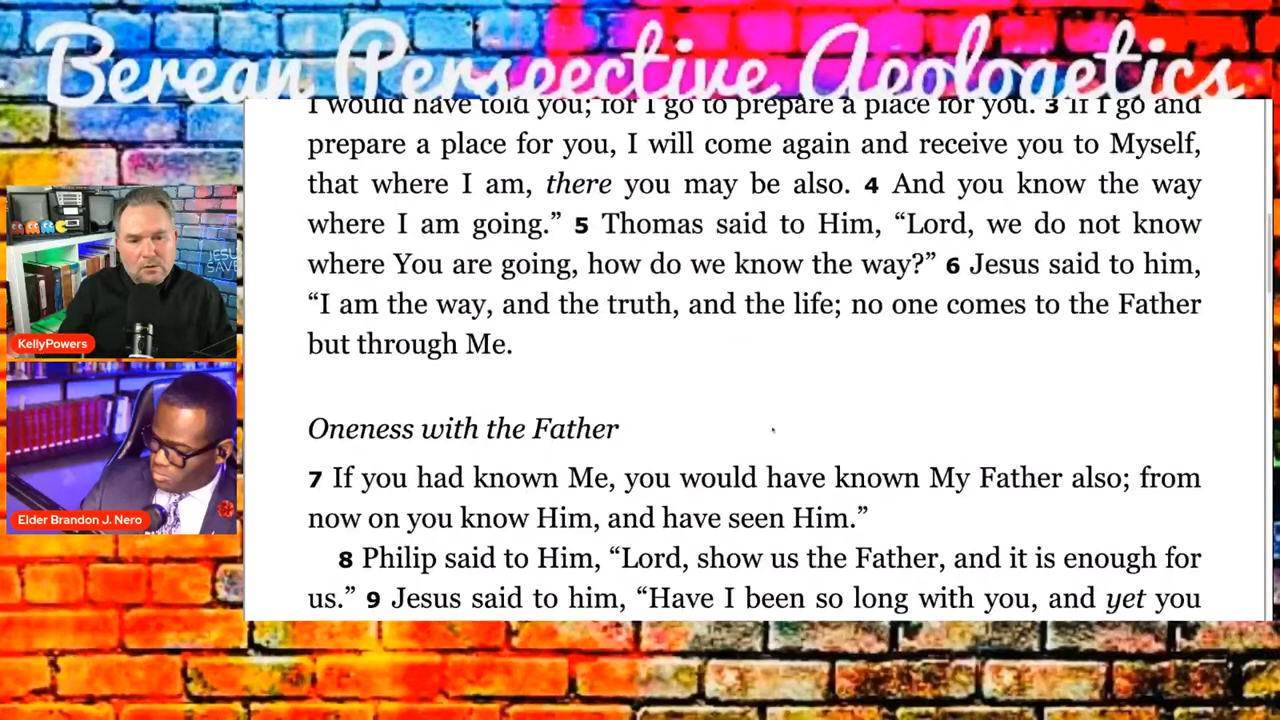 Berean Perspective Apologetics
I would have told you; for I go to prepare a place for you. 3 If I go and
prepare a place for you, I will come again and receive you to Myself,
that where I am, there you may be also. 4 And you know the way
where I am going.” 5 Thomas said to Him, “Lord, we do not know
where You are going, how do we know the way?” 6 Jesus said to him,
“I am the way, and the truth, and the life; no one comes to the Father
but through Me.
Oneness with the Father
7 If you had known Me, you would have known My Father also; from
now on you know Him, and have seen Him.”
8 Philip said to Him, “Lord, show us the Father, and it is enough for
us.” 9 Jesus said to him, “Have I been so long with you, and yet you
JESU
SAVE
KellyPowers
Elder Brandon J. Nero